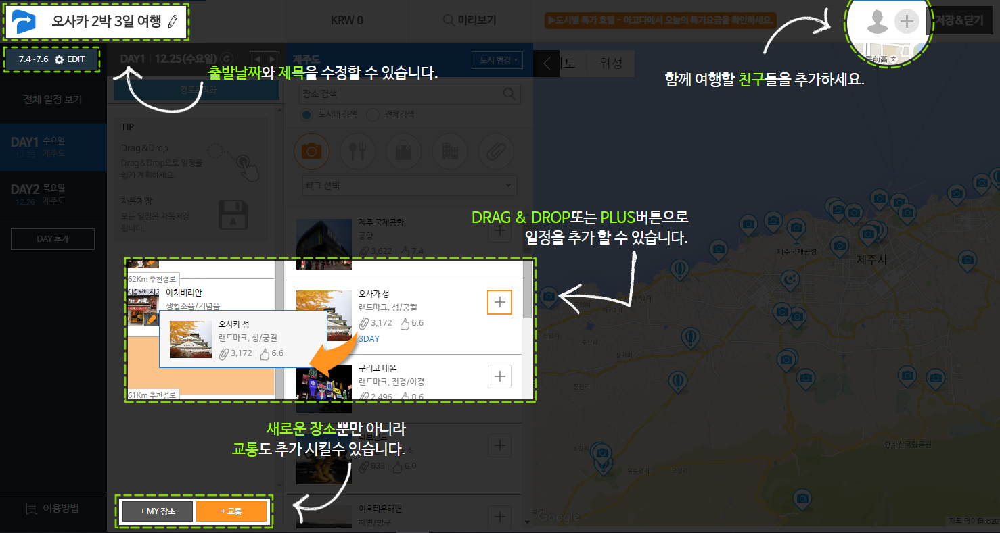 오사카 2박 3일 여행
KRW 0
미리보기
▶도시별 특가 호텔 - 아고다에서 오늘의 특가요금을 확인하세요.
저장&닫기
7.4~7.6 EDIT
DAY1 12.25(수요일)
제주도
도시 변경
위성
출발날짜와 제목을 수정할 수 있습니다.
함께 여행할 친구들을 추가하세요.
전체 일정 보기
장소 검색
도시내 검색
전체검색
TIP
Drag&Drop
Drag&Drop으로 일정을
쉽게 계획하세요.
자동저장
모든 일정은 자동저장
됩니다.
DAY1 수요일
12.25 제주도
DAY2 목요일
12.26 제주도
DAY 추가
태그 선택
제주 국제공항
공항
3,622 7.4
DRAG & DROP또는 PLUS버튼으로
일정을 추가 할 수 있습니다.
62Km 추천경로
이치비리안
생활소품/기념품
오사카 성
랜드마크, 성/궁궐
3,172 6.6
61Km 추천경로
오사카 성
랜드마크, 성/궁궐
3,172 6.6
3DAY
구리코 네온
랜드마크, 전경/야경
2,496 8.6
새로운 장소뿐만 아니라
교통도 추가 시킬수 있습니다.
러브랜드
833 6.0
이호테우해변
해변/항구
이용방법
+ MY 장소
+ 교통
제주국제공항
제주시
한라산국립공원
Google
지도 데이터